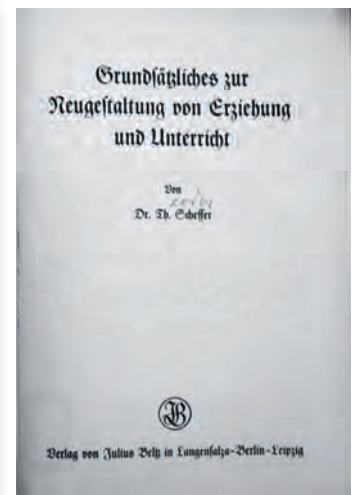 Grundsätzliches zur
Neugestaltung von Erziehung
und Unterricht
Von
Dr. Th. Scheffer
Verlag von Julius Beltz in Langensalza-Berlin-Leipzig